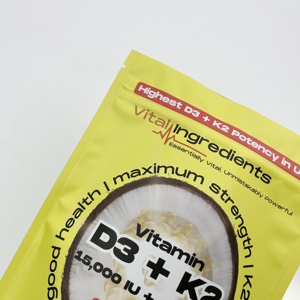 Highest D3 + K2 Potency in U
Vital Ingredients
Essentially Vital, Unmistakably Powerful
good health | maximum strength | K2
Vitamin
D3 + K2
15,000 IU +